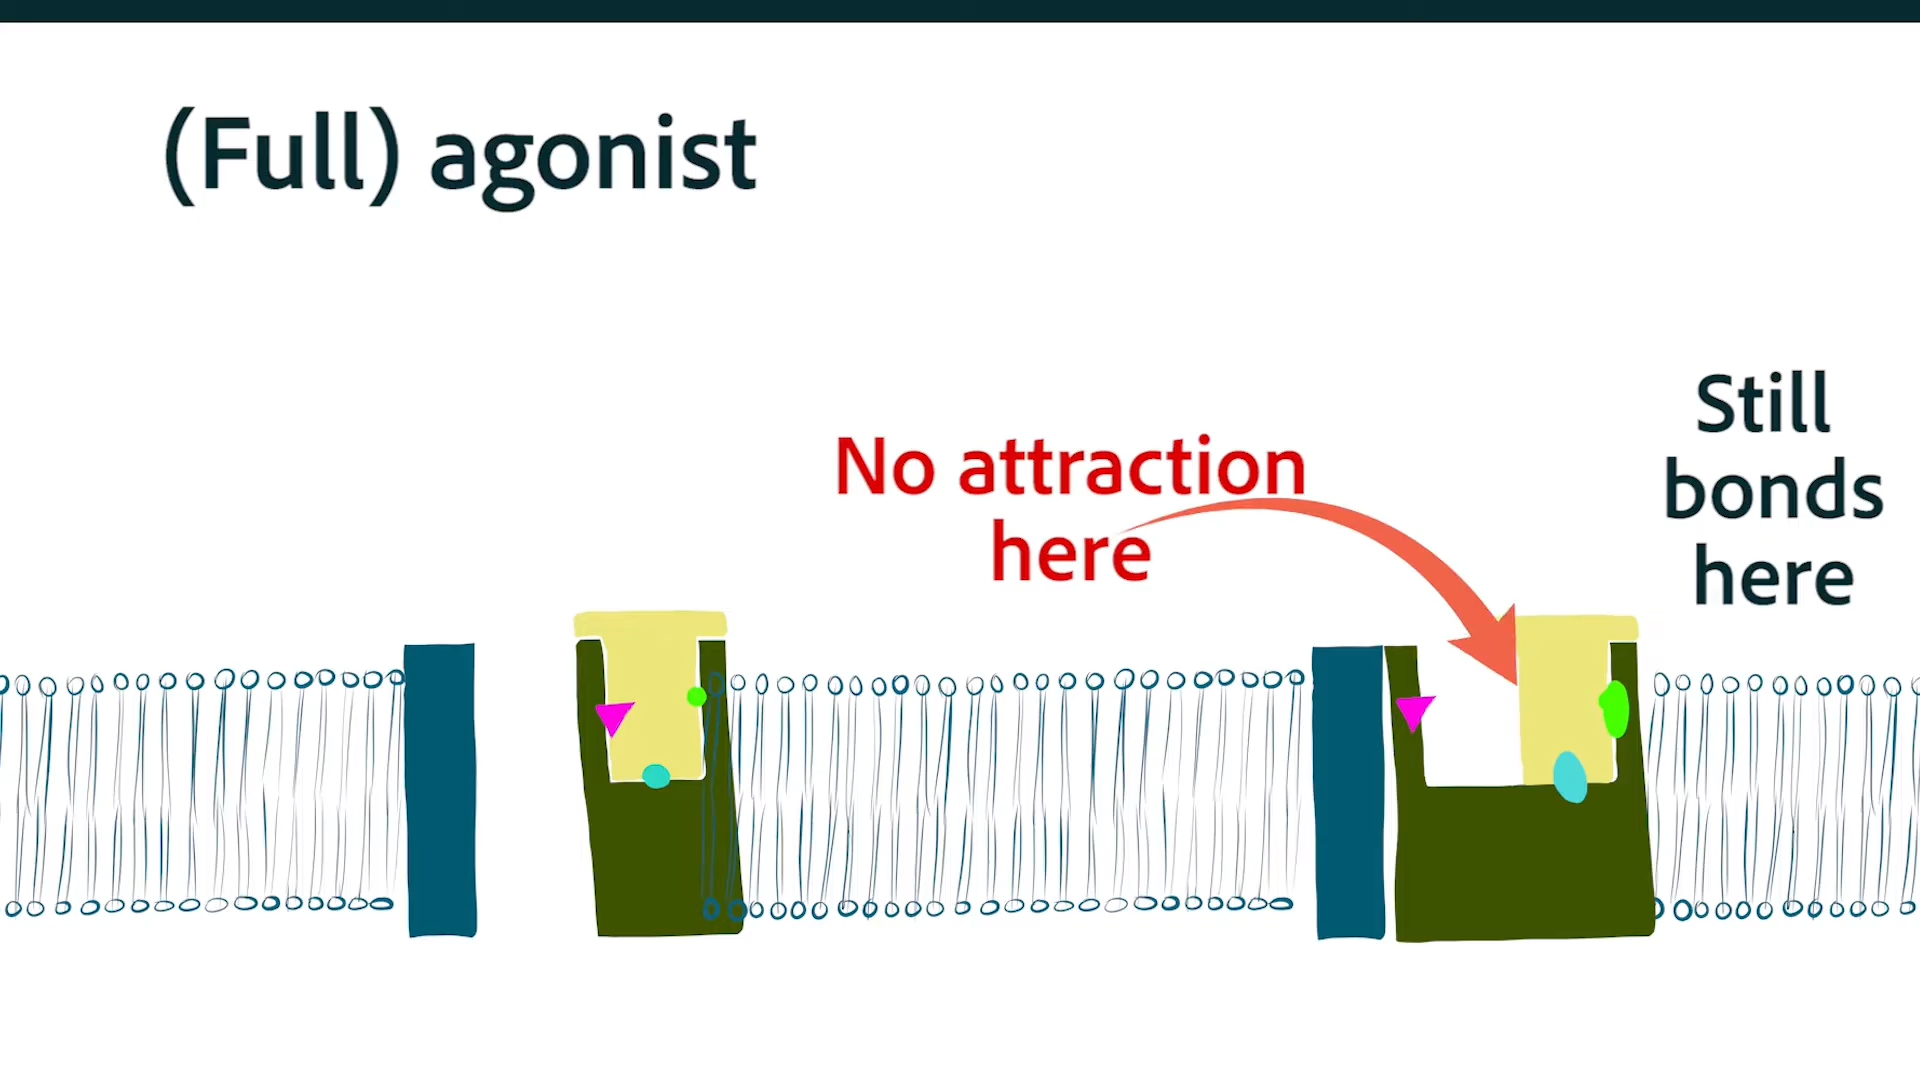 (Full) agonist
No attraction
here
Still
bonds
here